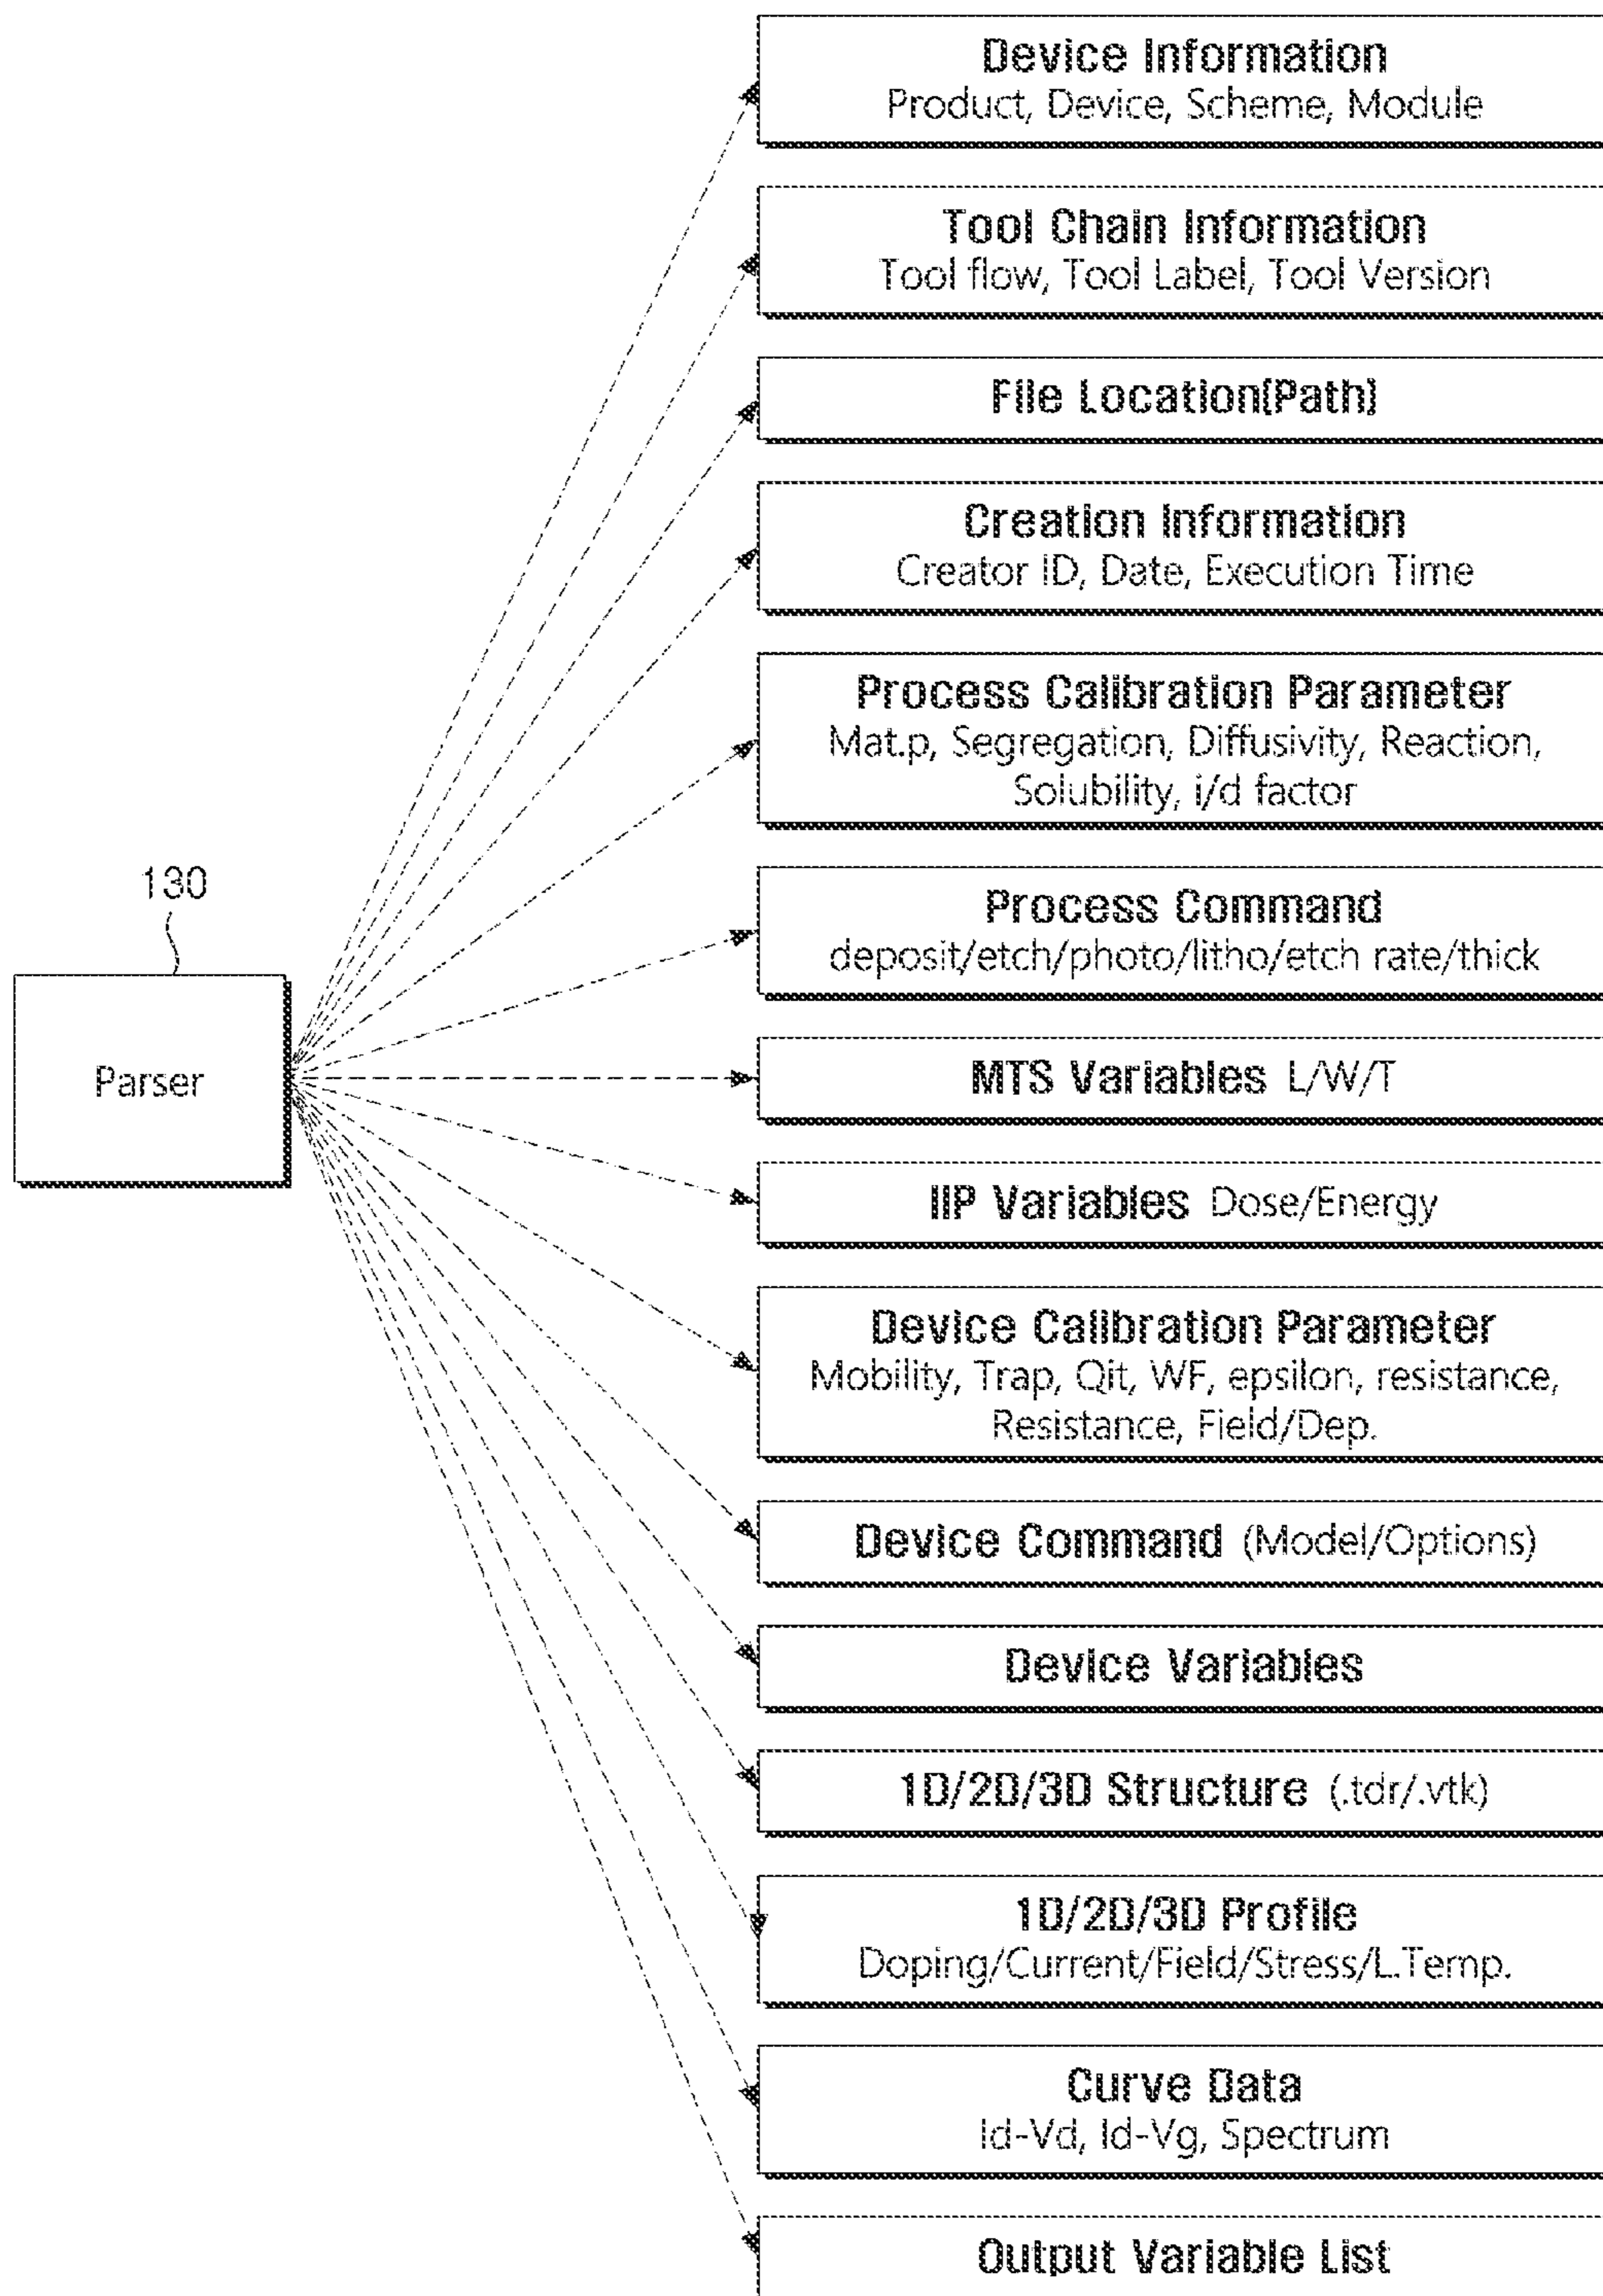 Device Information
Product, Device, Scheme, Module
Tool Chain Information
Tool flow, Tool Label, Tool Version
File Location(Path)
Creation Information
Creator ID, Date, Execution Time
Process Calibration Parameter
Mat.p, Segregation, Diffusivity, Reaction,
Solubility, i/d factor
130
Process Command
deposit/etch/photo/litho/etch rate/thick
Parser
MTS Variables L/W/T
IIP Variables Dose/Energy
Device Calibration Parameter
Mobility, Trap, Qit, WF, epsilon, resistance,
Resistance, Field/Dep.
Device Command (Model/Options)
Device Variables
1D/2D/3D Structure (.tdr/.vtk)
1D/2D/3D Profile
Doping/Current/Field/Stress/L.Temp.
Curve Data
Id-Vd, Id-Vg, Spectrum
Output Variable List